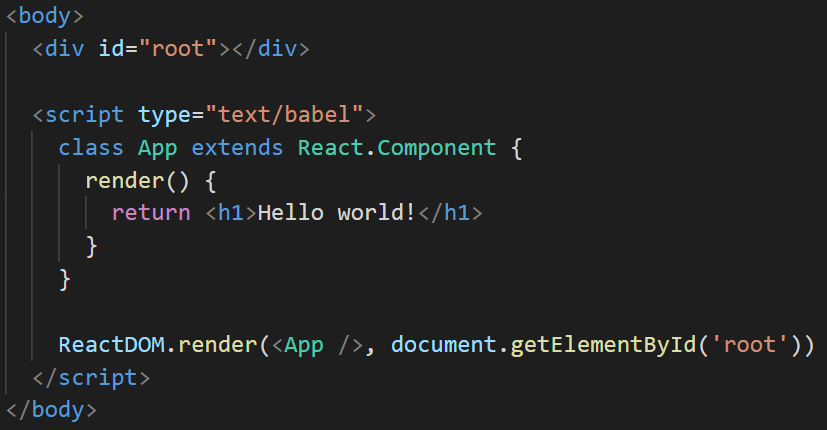 <body>
  <div id="root"></div>

  <script type="text/babel">
    class App extends React.Component {
      render() {
        return <h1>Hello world!</h1>
      }
    }

    ReactDOM.render(<App />, document.getElementById('root'))
  </script>
</body>